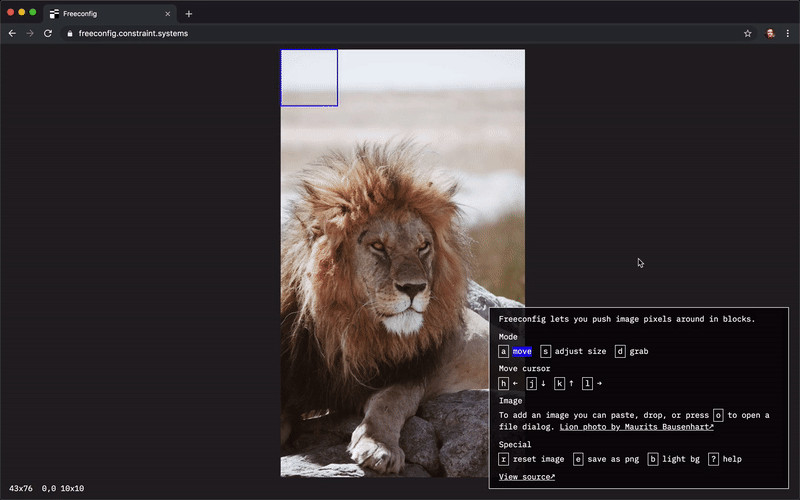 Freeconfig
freeconfig.constraint.systems
Freeconfig lets you push image pixels around in blocks.
Mode
a move s adjust size d grab
Move cursor
h ← j ↓ k ↑ l →
Image
To add an image you can paste, drop, or press o to open a
file dialog. Lion photo by Maurits Bausenhart↗
Special
r reset image e save as png b light bg ? help
View source↗
43x76 0,0 10x10